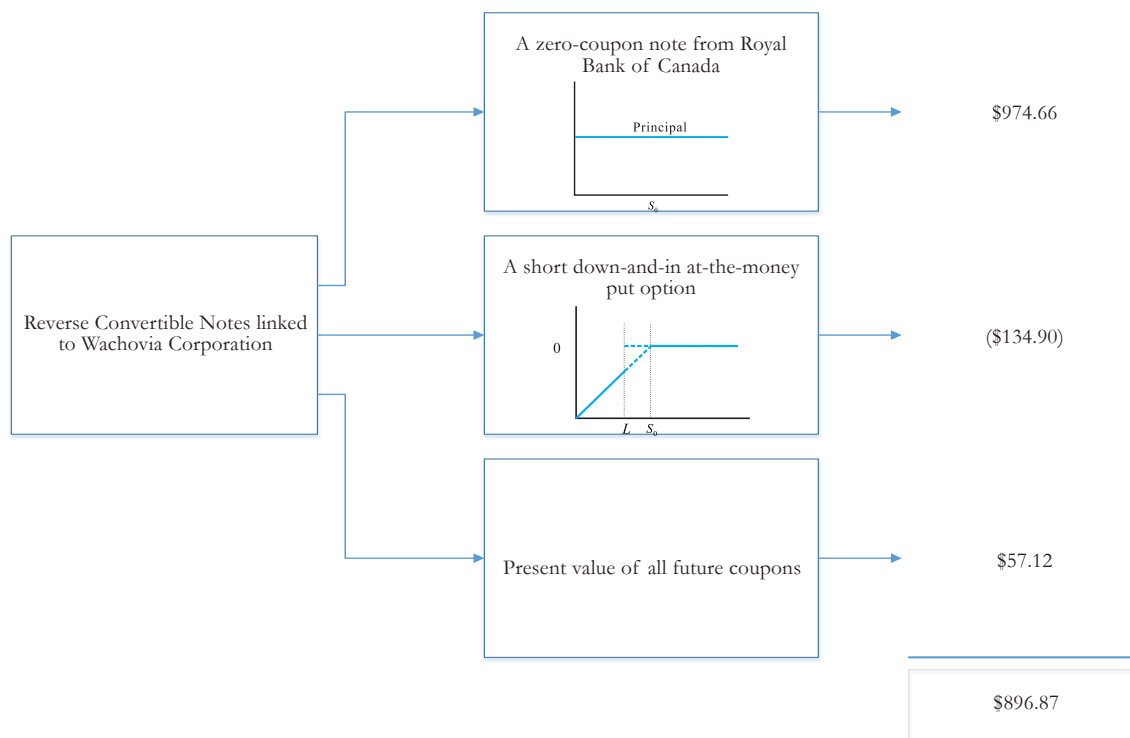 A zero-coupon note from Royal
Bank of Canada
Principal
S₀
$974.66
Reverse Convertible Notes linked
to Wachovia Corporation
A short down-and-in at-the-money
put option
0
L S₀
($134.90)
Present value of all future coupons
$57.12
$896.87